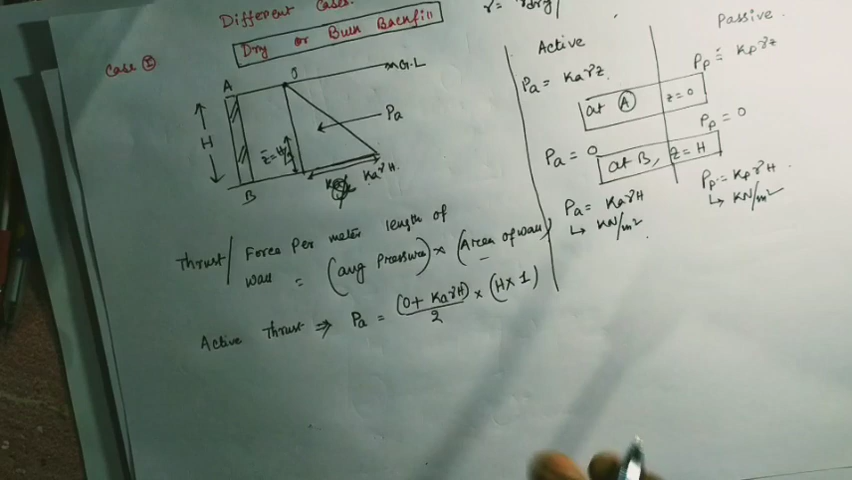 Different Cases.
Case I
Dry or Bulk Backfill
γ = γdry
G.L
A
O
H
Pa
z̄ = H/3
Ka γ H.
B
Active
Passive
Pa = Ka γ z.
Pp = Kp γ z
at A z = 0
Pa = 0
Pp = 0
at B, z = H
Pa = Ka γ H
↳ kN/m²
Pp = Kp γ H
↳ kN/m²
Thrust / Force Per meter length of
wall = (avg pressure) × (Area of wall)
Active Thrust ⇒ Pa = (0 + Ka γ H)/2 × (H × 1)